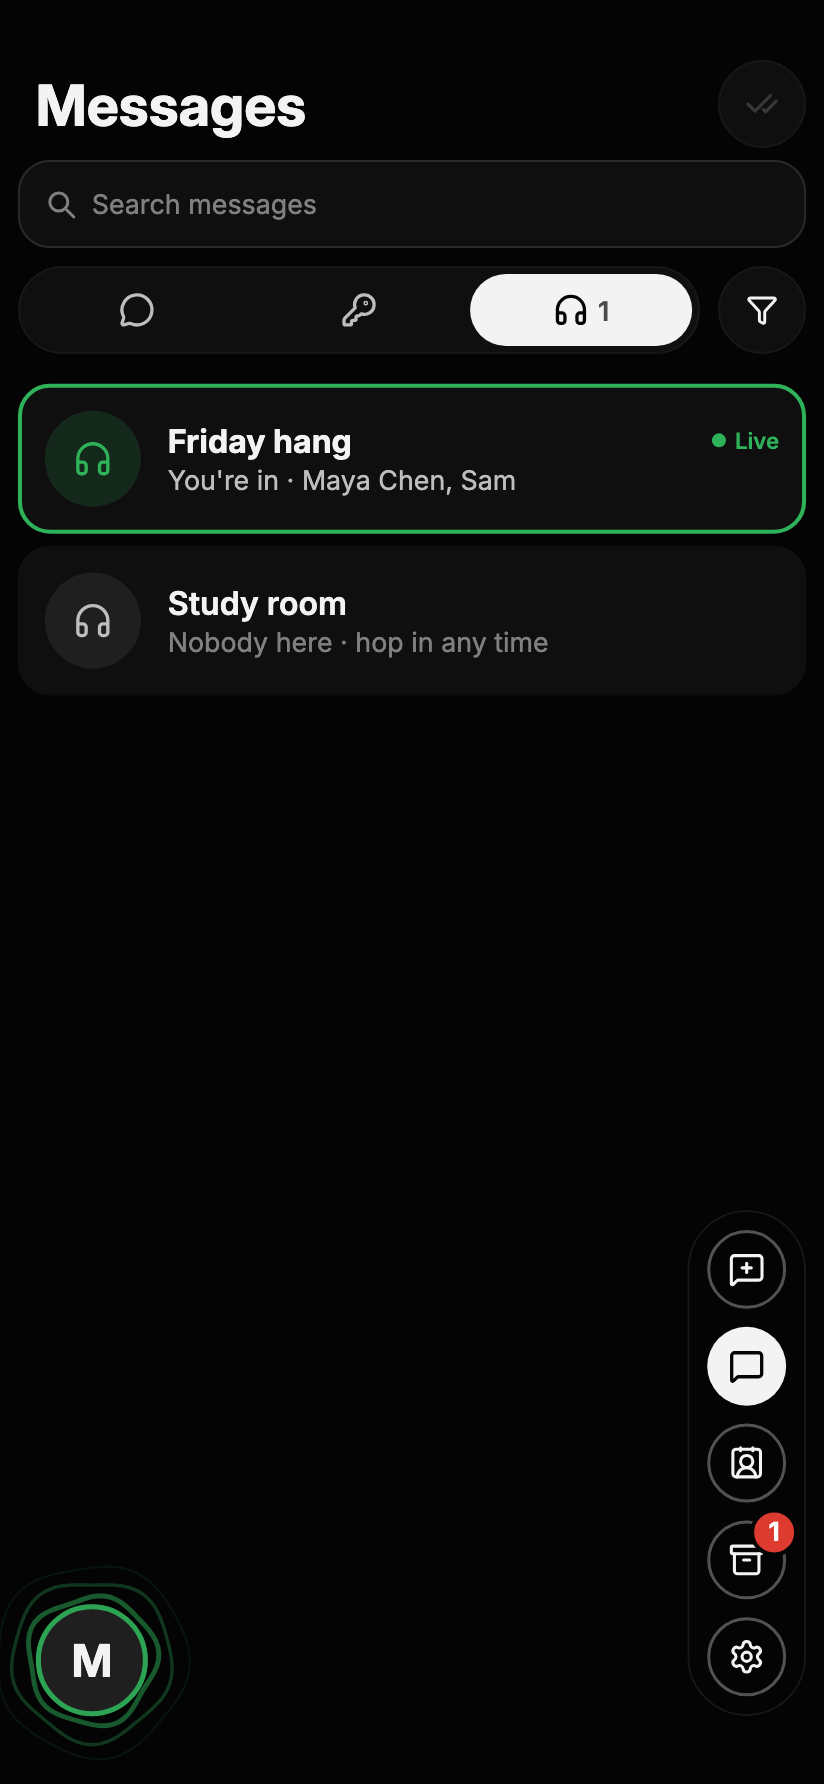 Messages
Search messages
1
Friday hang
Live
You're in · Maya Chen, Sam
Study room
Nobody here · hop in any time
1
M